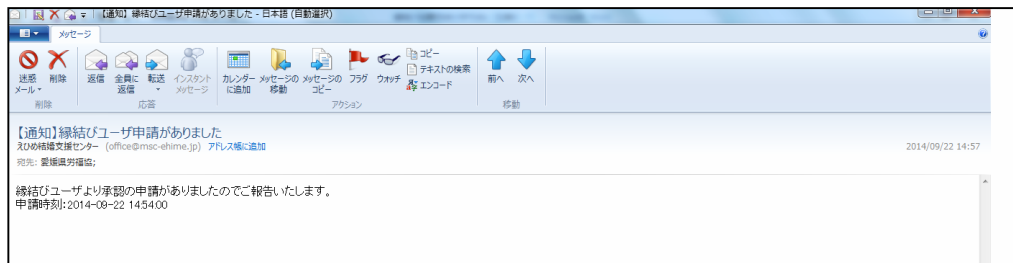 【通知】縁結びユーザ申請がありました - 日本語 (自動選択)
メッセージ
迷惑メール 削除 返信 全員に返信 転送 インスタント メッセージ カレンダーに追加 メッセージの移動 メッセージのコピー フラグ ウオッチ コピー
テキストの検索
エンコード
前へ 次へ
削除 応答 アクション 移動
【通知】縁結びユーザ申請がありました
えひめ結婚支援センター (office@msc-ehime.jp) アドレス帳に追加 2014/09/22 14:57
宛先: 愛媛県労福協;
縁結びユーザより承認の申請がありましたのでご報告いたします。
申請時刻:2014-09-22 14:54:00